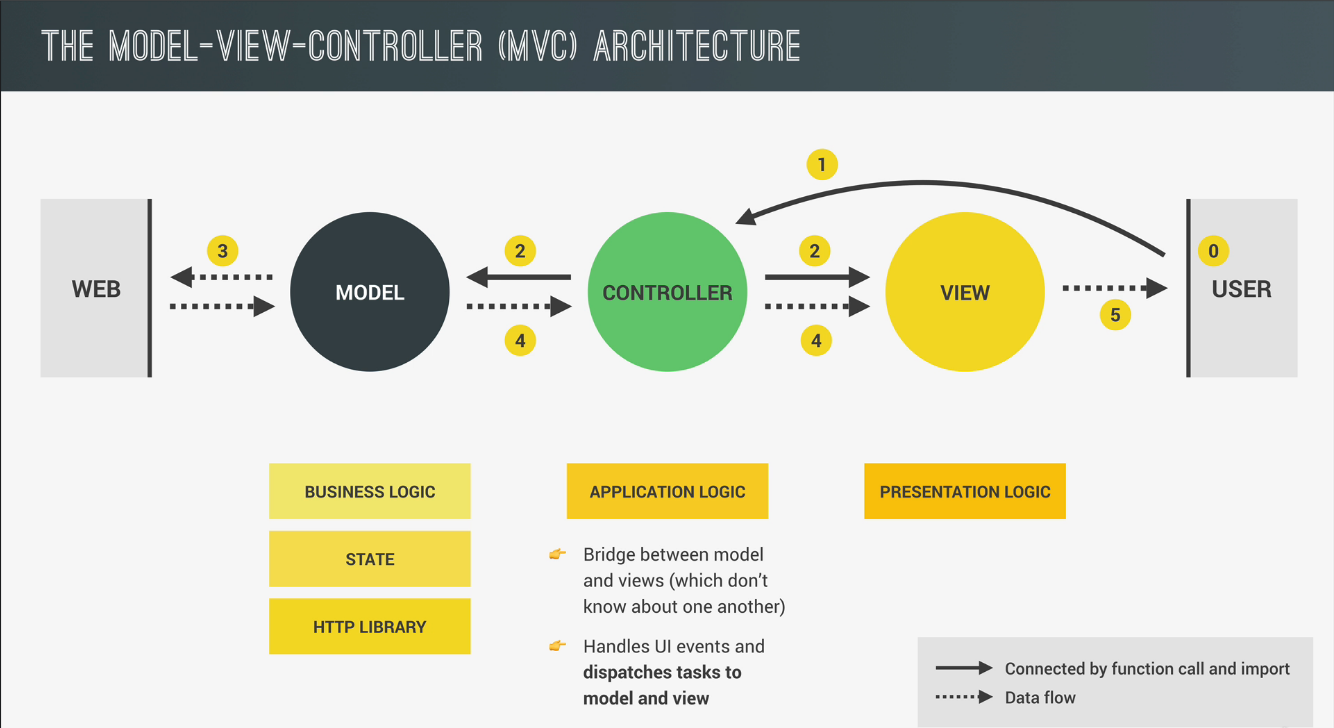 THE MODEL-VIEW-CONTROLLER (MVC) ARCHITECTURE
1
3
2
2
0
WEB
MODEL
CONTROLLER
VIEW
USER
4
4
5
BUSINESS LOGIC
APPLICATION LOGIC
PRESENTATION LOGIC
STATE
HTTP LIBRARY
👉 Bridge between model
and views (which don’t
know about one another)
👉 Handles UI events and
dispatches tasks to
model and view
Connected by function call and import
Data flow